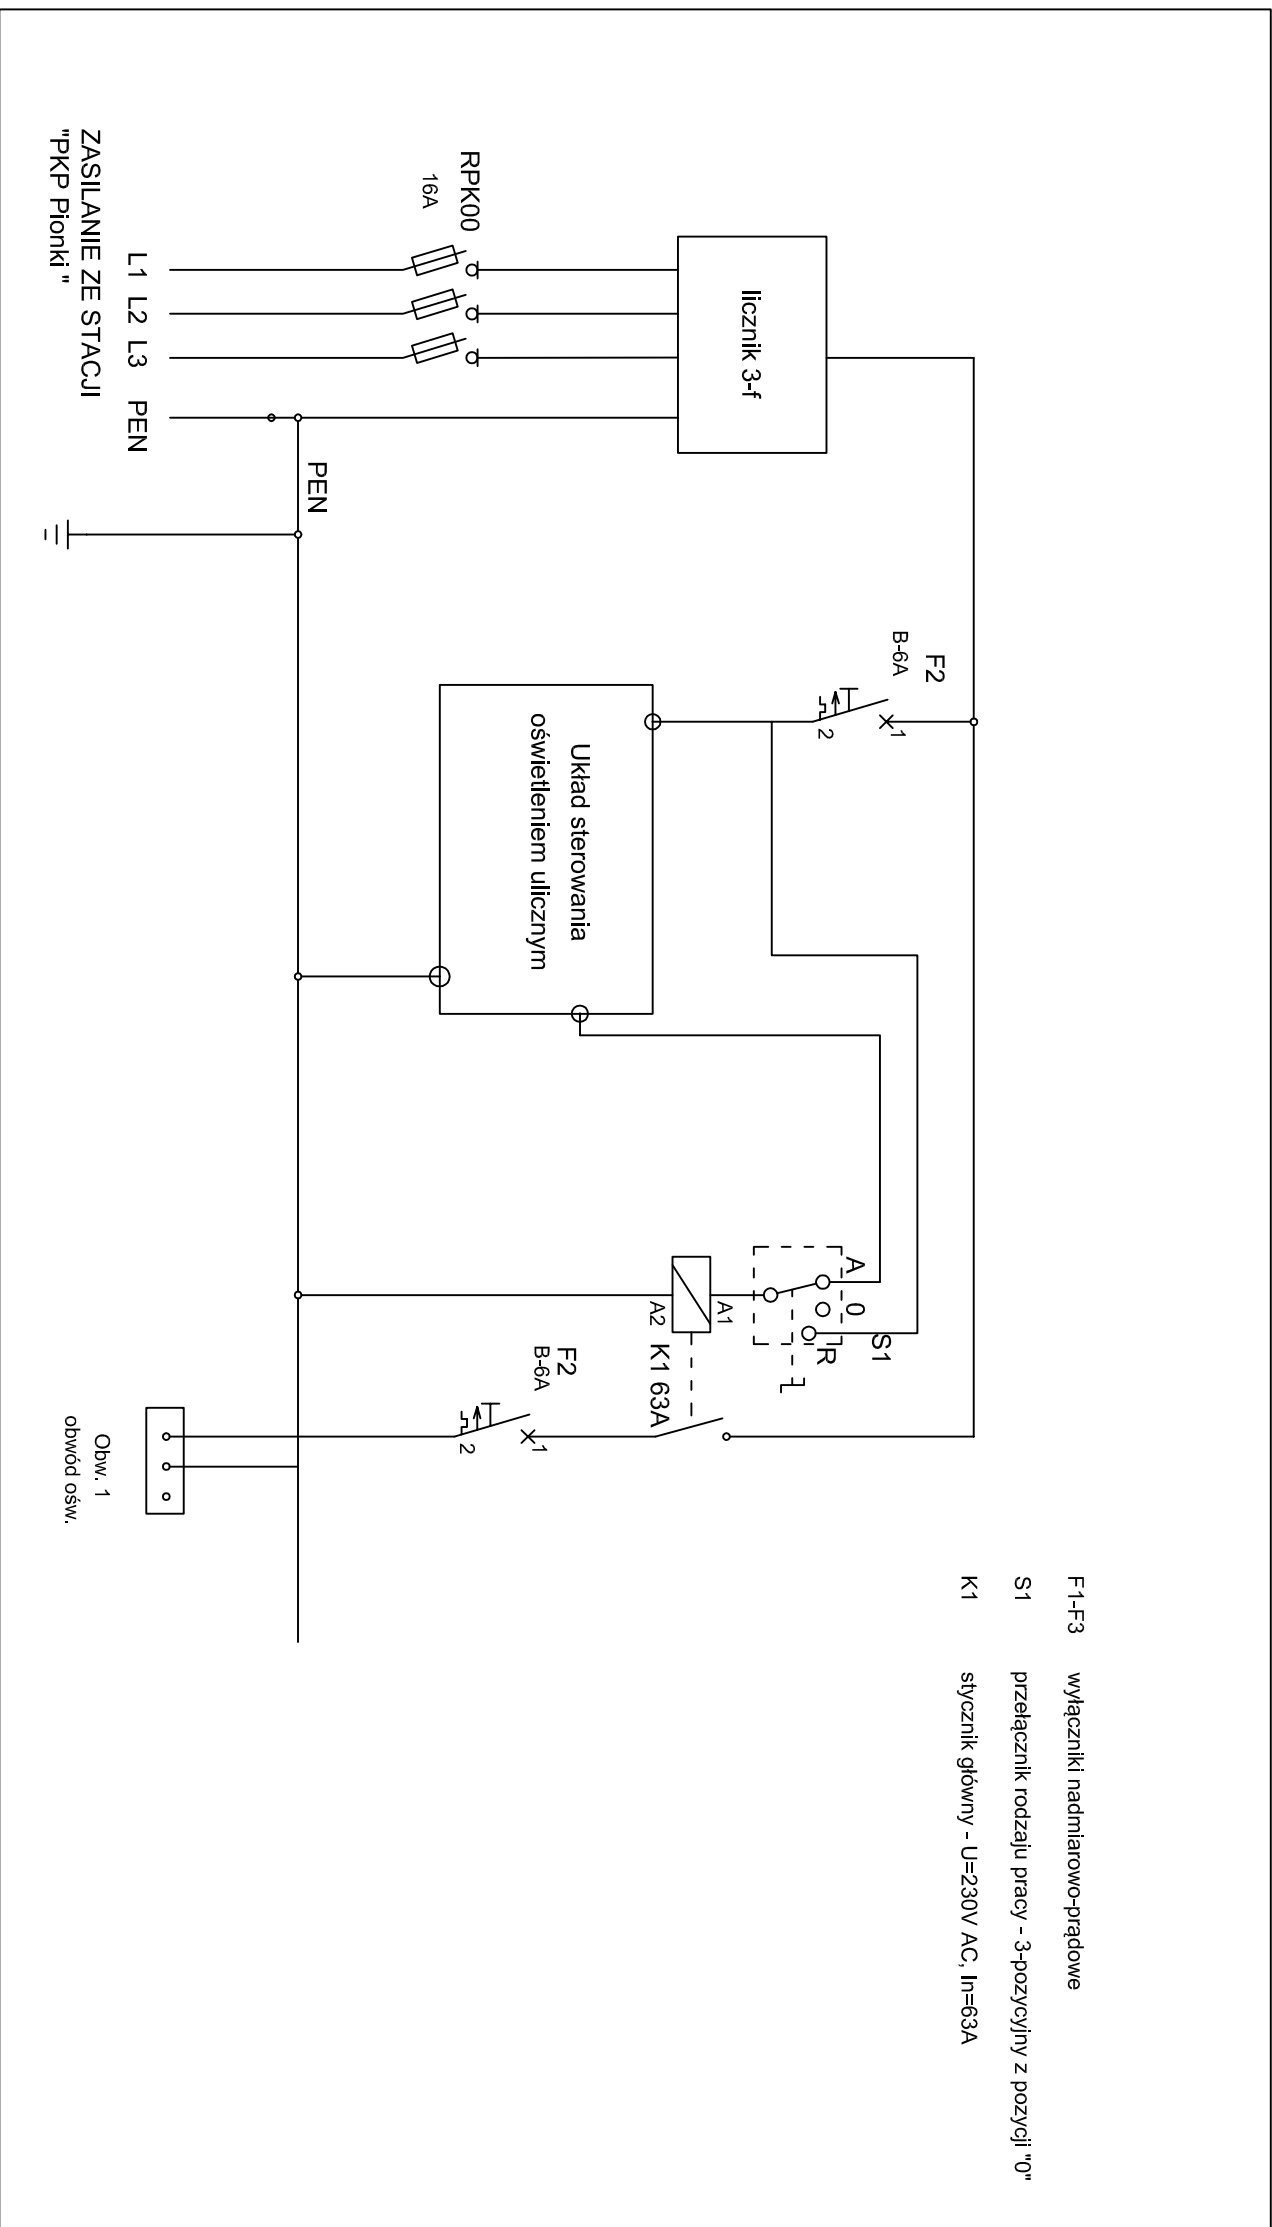 F1-F3 wyłączniki nadmiarowo-prądowe
S1 przełącznik rodzaju pracy - 3-pozycyjny z pozycji "0"
K1 stycznik główny - U=230V AC, In=63A
F2
B-6A
1
2
licznik 3-f
A
0
R
S1
A1
A2
K1 63A
Układ sterowania
oświetleniem ulicznym
F2
B-6A
1
2
RPK00
16A
PEN
L1 L2 L3 PEN
ZASILANIE ZE STACJI
"PKP Pionki "
Obw. 1
obwód ośw.